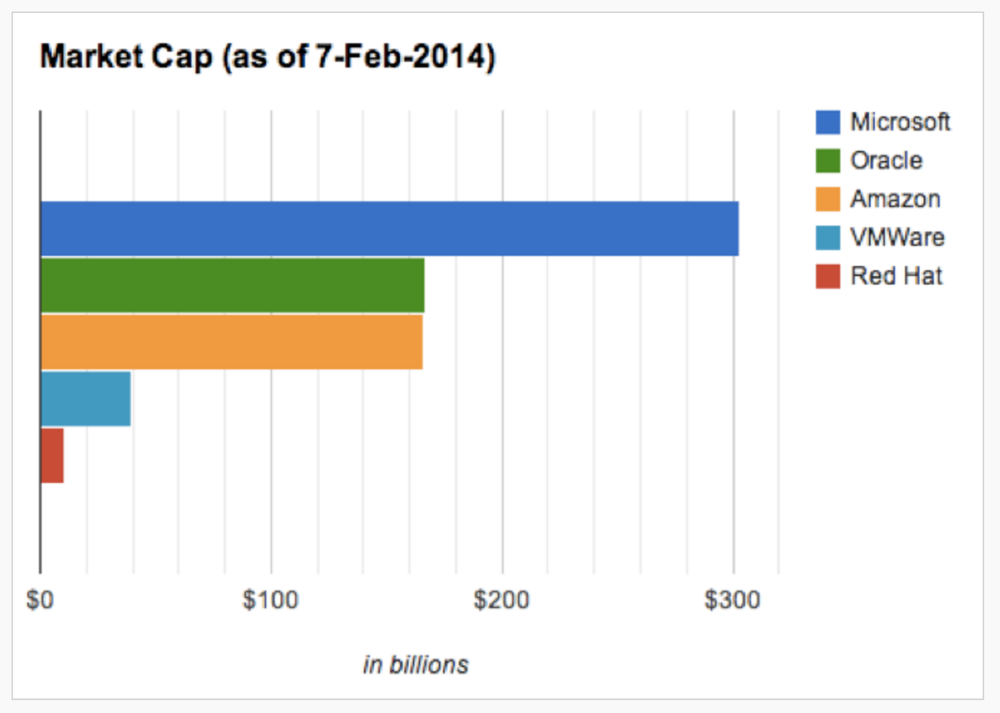 Market Cap (as of 7-Feb-2014)
Microsoft
Oracle
Amazon
VMWare
Red Hat
$0 $100 $200 $300
in billions